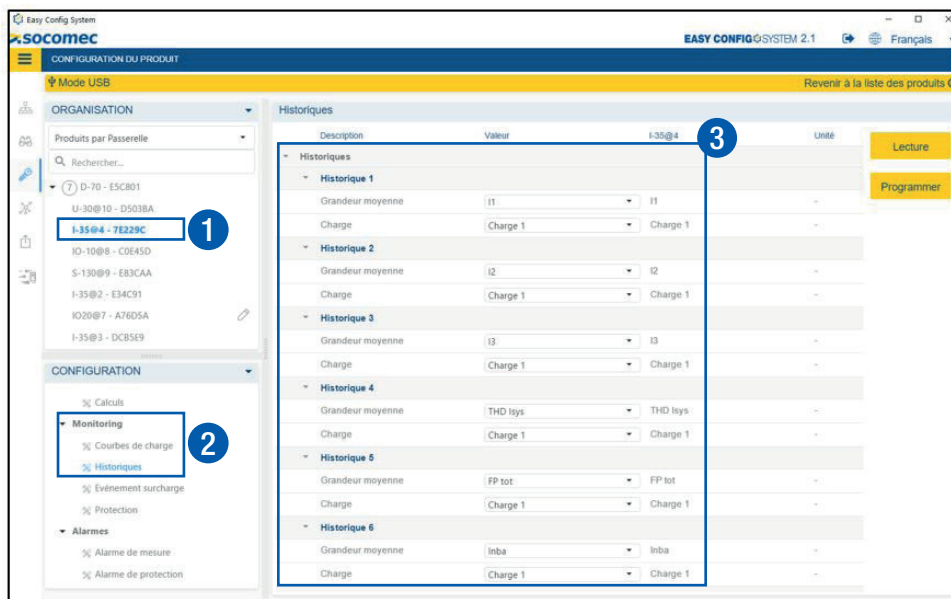 Easy Config System
socomec
EASY CONFIG SYSTEM 2.1
Français
CONFIGURATION DU PRODUIT
Mode USB
Revenir à la liste des produits
ORGANISATION
Produits par Passerelle
Rechercher...
7 D-70 - E5C801
U-30@10 - D503BA
I-35@4 - 7E229C
1
IO-10@8 - C0E45D
S-130@9 - E83CAA
I-35@2 - E34C91
IO20@7 - A76D5A
I-35@3 - DCB5E9
CONFIGURATION
Calculs
Monitoring
Courbes de charge
2
Historiques
Evénement surcharge
Protection
Alarmes
Alarme de mesure
Alarme de protection
Historiques
Description Valeur I-35@4 Unité
3
Historiques
Historique 1
Grandeur moyenne I1 I1 -
Charge Charge 1 Charge 1 -
Historique 2
Grandeur moyenne I2 I2 -
Charge Charge 1 Charge 1 -
Historique 3
Grandeur moyenne I3 I3 -
Charge Charge 1 Charge 1 -
Historique 4
Grandeur moyenne THD Isys THD Isys -
Charge Charge 1 Charge 1 -
Historique 5
Grandeur moyenne FP tot FP tot -
Charge Charge 1 Charge 1 -
Historique 6
Grandeur moyenne Inba Inba -
Charge Charge 1 Charge 1 -
Lecture
Programmer